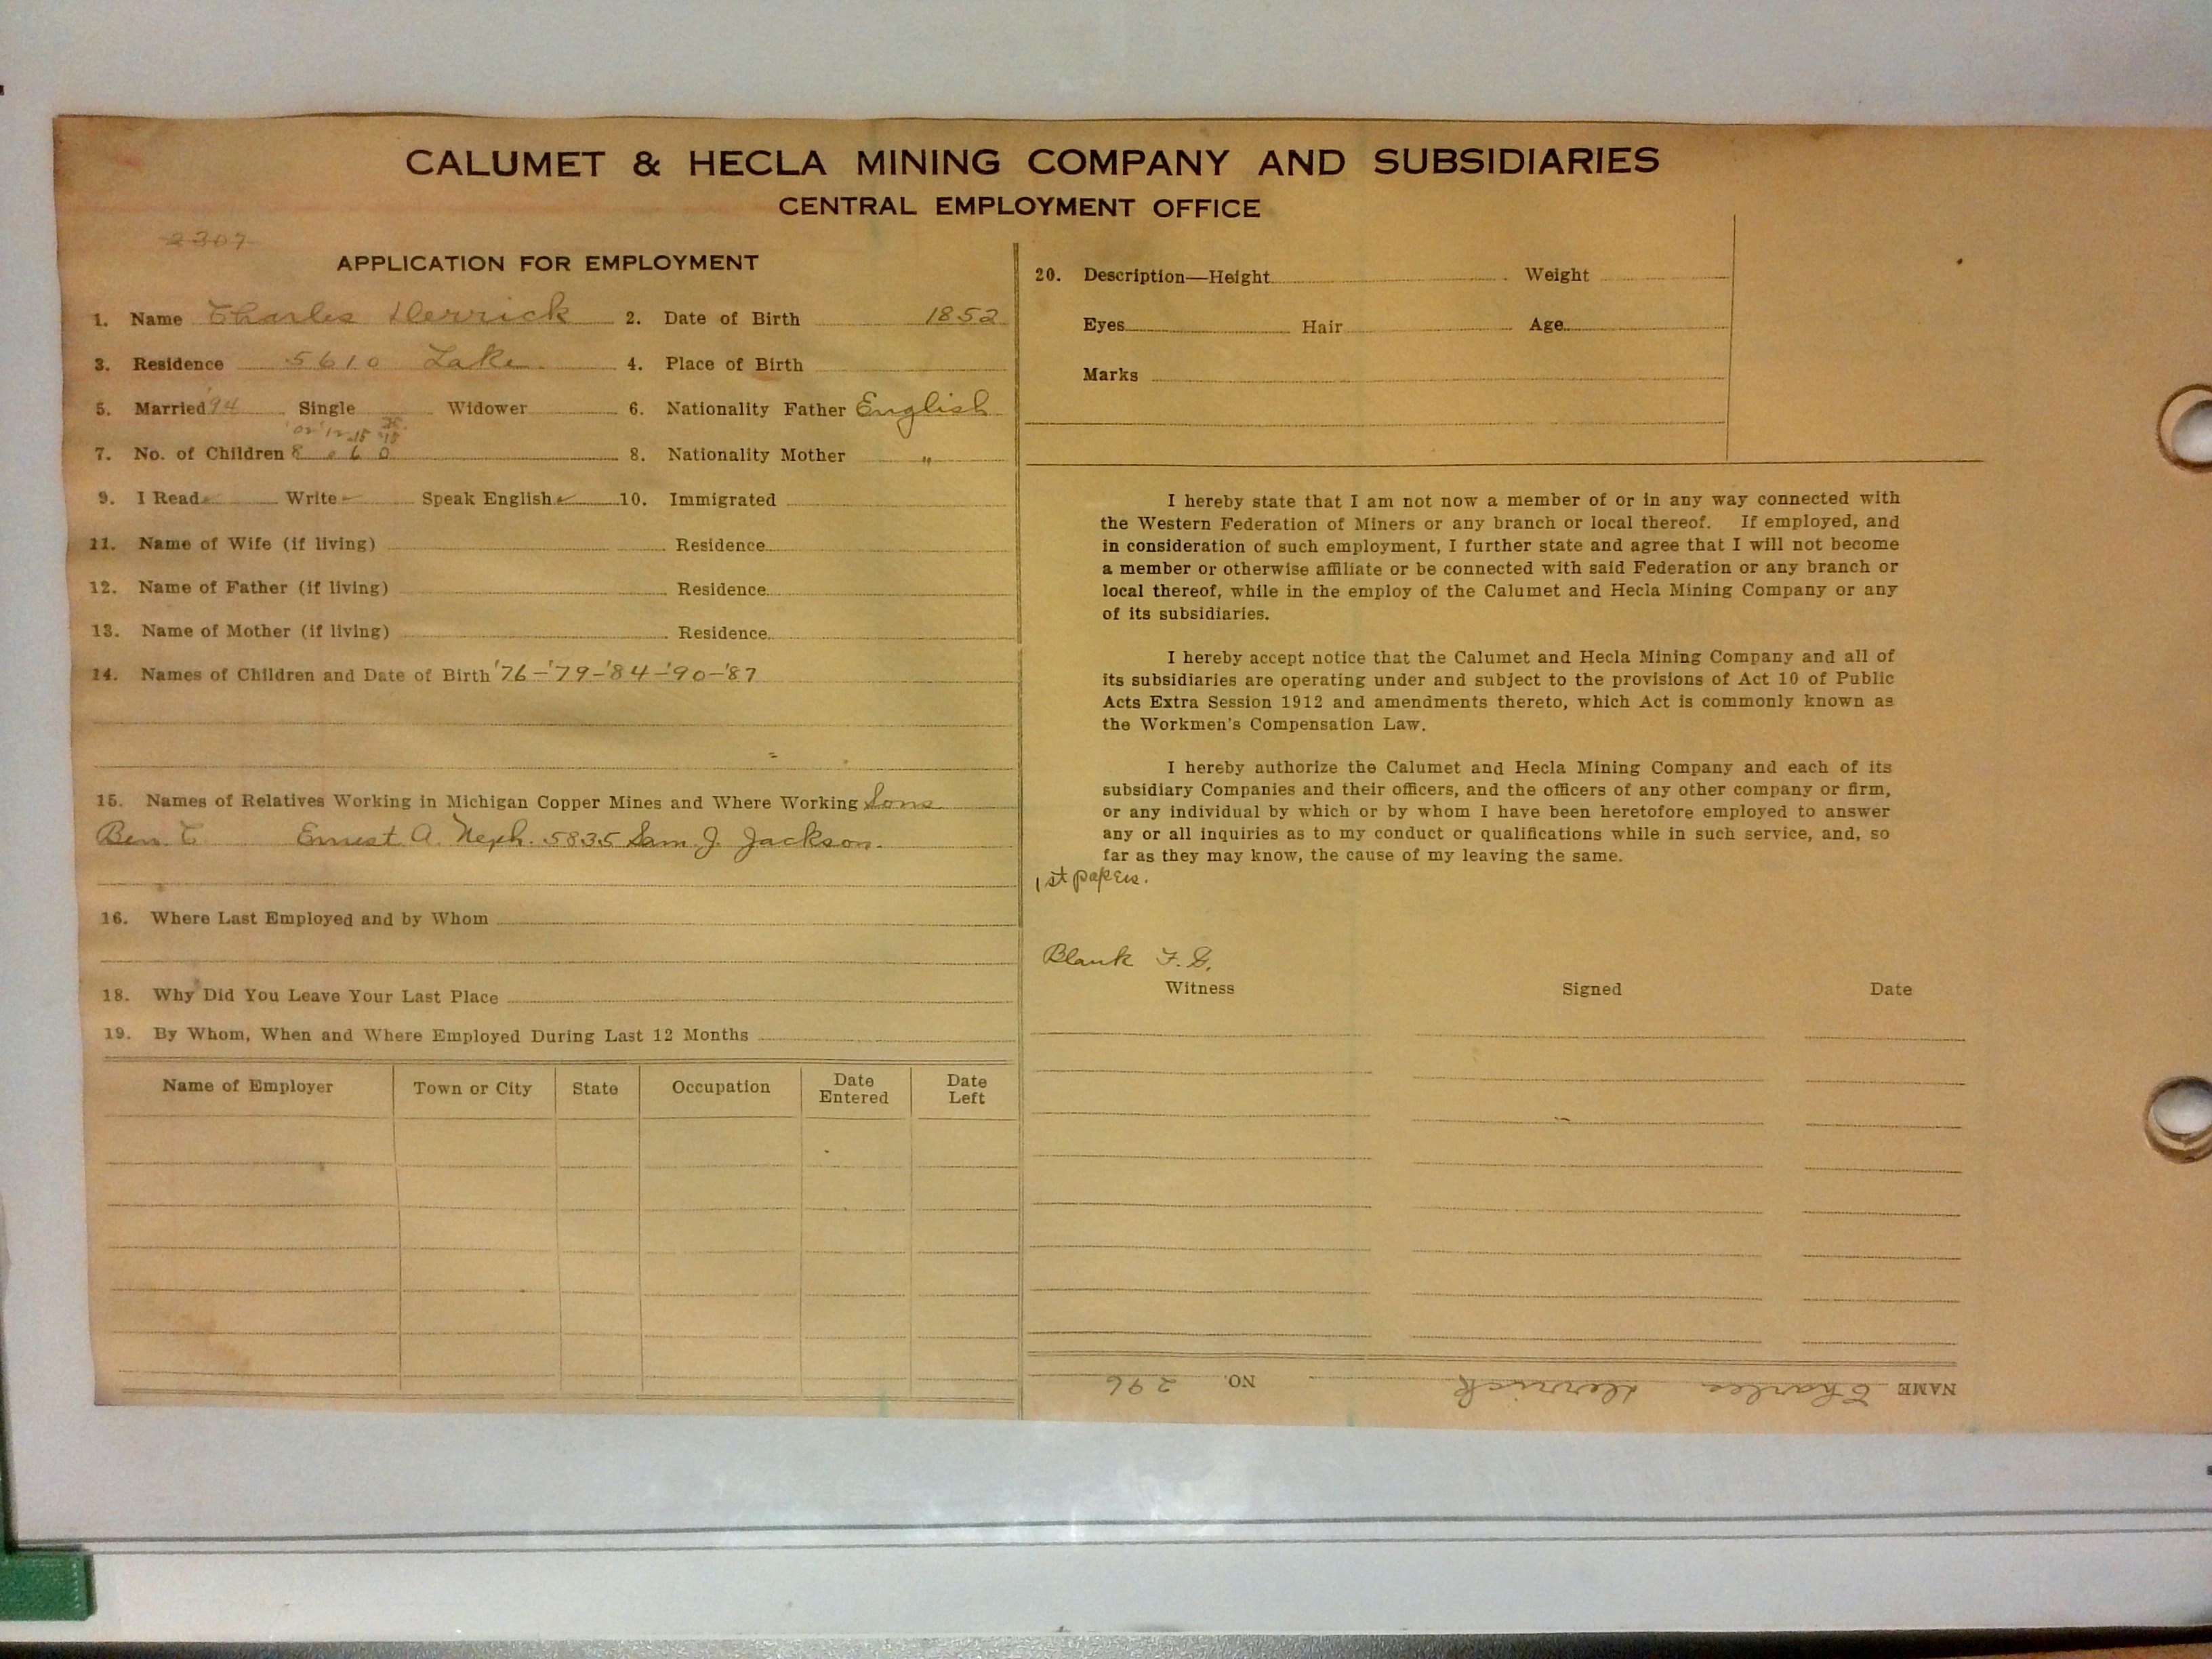 CALUMET & HECLA MINING COMPANY AND SUBSIDIARIES
CENTRAL EMPLOYMENT OFFICE
2307
APPLICATION FOR EMPLOYMENT
1. Name Charles Herrick 2. Date of Birth 1852
3. Residence 5610 Lake 4. Place of Birth
5. Married '94 Single Widower 6. Nationality Father English
'02 '12 -15 '18
7. No. of Children 8 6 0 8. Nationality Mother "
9. I Read ✓ Write ✓ Speak English ✓ 10. Immigrated
11. Name of Wife (if living) Residence
12. Name of Father (if living) Residence
13. Name of Mother (if living) Residence
14. Names of Children and Date of Birth '76-'79-'84-'90-'87
15. Names of Relatives Working in Michigan Copper Mines and Where Working Sons
Ben. C Ernest A. Neph. 5835 Sam. J. Jackson.
16. Where Last Employed and by Whom
18. Why Did You Leave Your Last Place
19. By Whom, When and Where Employed During Last 12 Months
Name of Employer Town or City State Occupation Date Entered Date Left
20. Description—Height Weight
Eyes Hair Age
Marks
I hereby state that I am not now a member of or in any way connected with
the Western Federation of Miners or any branch or local thereof. If employed, and
in consideration of such employment, I further state and agree that I will not become
a member or otherwise affiliate or be connected with said Federation or any branch or
local thereof, while in the employ of the Calumet and Hecla Mining Company or any
of its subsidiaries.
I hereby accept notice that the Calumet and Hecla Mining Company and all of
its subsidiaries are operating under and subject to the provisions of Act 10 of Public
Acts Extra Session 1912 and amendments thereto, which Act is commonly known as
the Workmen's Compensation Law.
I hereby authorize the Calumet and Hecla Mining Company and each of its
subsidiary Companies and their officers, and the officers of any other company or firm,
or any individual by which or by whom I have been heretofore employed to answer
any or all inquiries as to my conduct or qualifications while in such service, and, so
far as they may know, the cause of my leaving the same.
1st papers.
Blank F. G.
Witness Signed Date
NAME Charles Herrick NO. 296